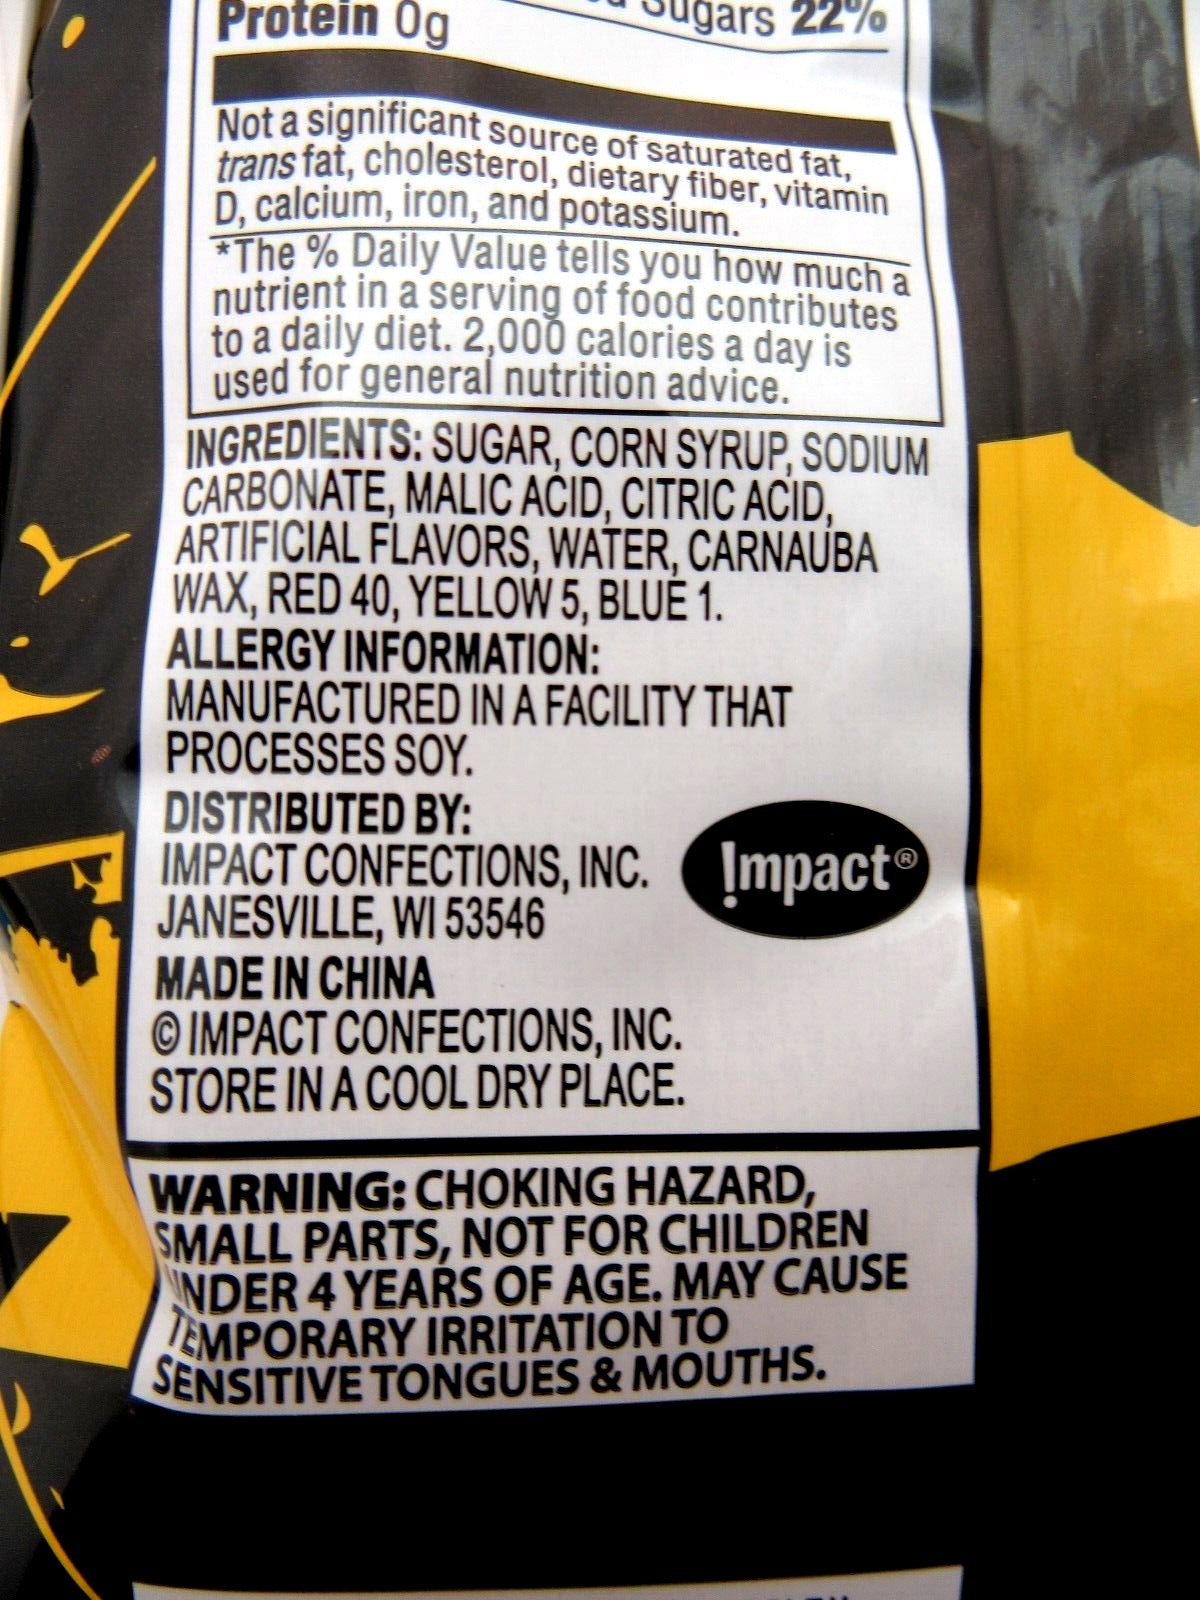 Protein 0g
Sugars 22%
Not a significant source of saturated fat,
trans fat, cholesterol, dietary fiber, vitamin
D, calcium, iron, and potassium.
*The % Daily Value tells you how much a
nutrient in a serving of food contributes
to a daily diet. 2,000 calories a day is
used for general nutrition advice.
INGREDIENTS: SUGAR, CORN SYRUP, SODIUM
CARBONATE, MALIC ACID, CITRIC ACID,
ARTIFICIAL FLAVORS, WATER, CARNAUBA
WAX, RED 40, YELLOW 5, BLUE 1.
ALLERGY INFORMATION:
MANUFACTURED IN A FACILITY THAT
PROCESSES SOY.
DISTRIBUTED BY:
IMPACT CONFECTIONS, INC.
JANESVILLE, WI 53546
!mpact®
MADE IN CHINA
© IMPACT CONFECTIONS, INC.
STORE IN A COOL DRY PLACE.
WARNING: CHOKING HAZARD,
SMALL PARTS, NOT FOR CHILDREN
UNDER 4 YEARS OF AGE. MAY CAUSE
TEMPORARY IRRITATION TO
SENSITIVE TONGUES & MOUTHS.